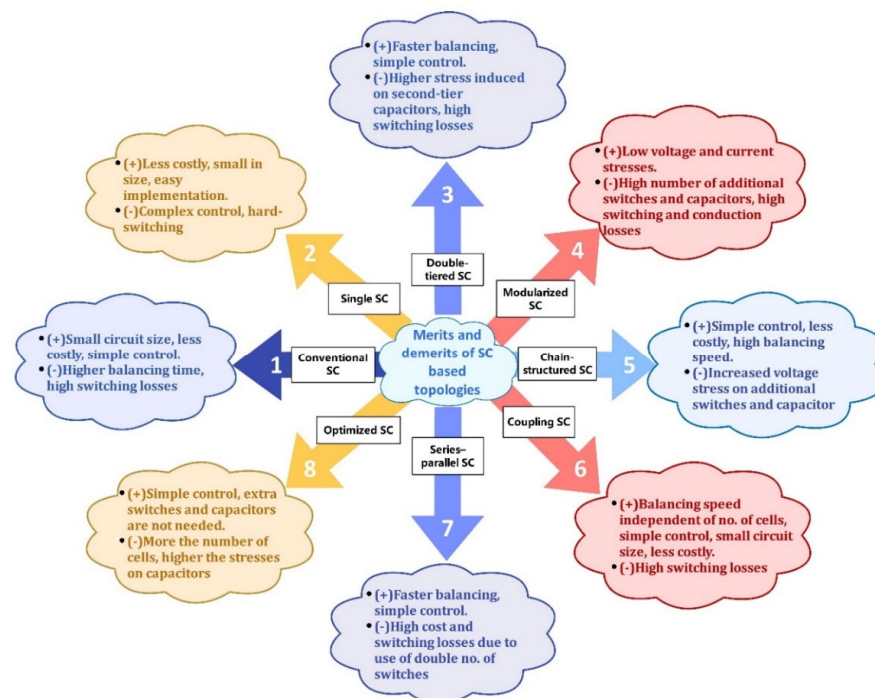 (+)Faster balancing,
simple control.
(-)Higher stress induced
on second-tier
capacitors, high
switching losses
(+)Less costly, small in
size, easy
implementation.
(-)Complex control, hard-
switching
(+)Low voltage and current
stresses.
(-)High number of additional
switches and capacitors, high
switching and conduction
losses
3
2
4
Double-
tiered SC
Single SC
Modularized
SC
(+)Small circuit size, less
costly, simple control.
(-)Higher balancing time,
high switching losses
1
Conventional
SC
Merits and
demerits of SC
based
topologies
Chain-
structured SC
5
(+)Simple control, less
costly, high balancing
speed.
(-)Increased voltage
stress on additional
switches and capacitor
Optimized SC
Series–
parallel SC
Coupling SC
8
7
6
(+)Simple control, extra
switches and capacitors
are not needed.
(-)More the number of
cells, higher the stresses
on capacitors
(+)Balancing speed
independent of no. of cells,
simple control, small circuit
size, less costly.
(-)High switching losses
(+)Faster balancing,
simple control.
(-)High cost and
switching losses due to
use of double no. of
switches